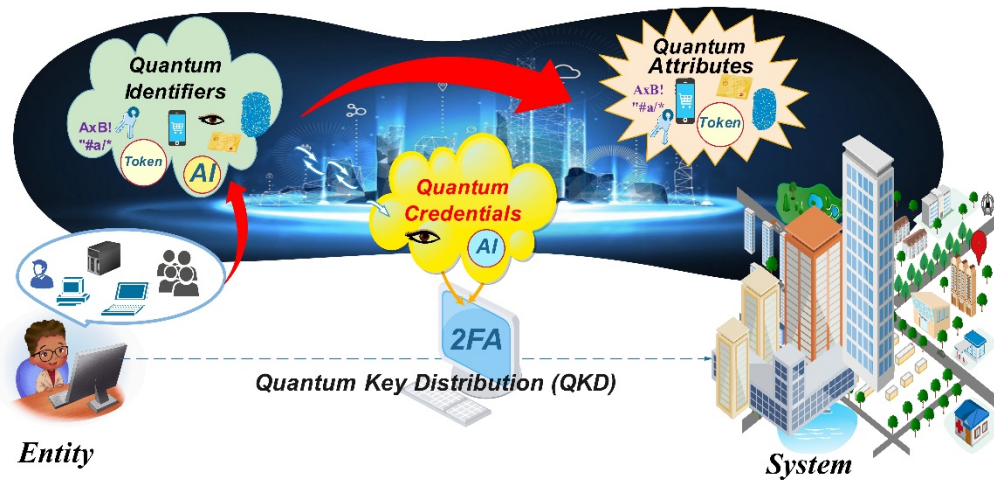 Quantum
Identifiers
AxB!
"#a/*
Token
AI
Quantum
Attributes
AxB!
"#a/*
Token
Quantum
Credentials
AI
2FA
Quantum Key Distribution (QKD)
Entity
System